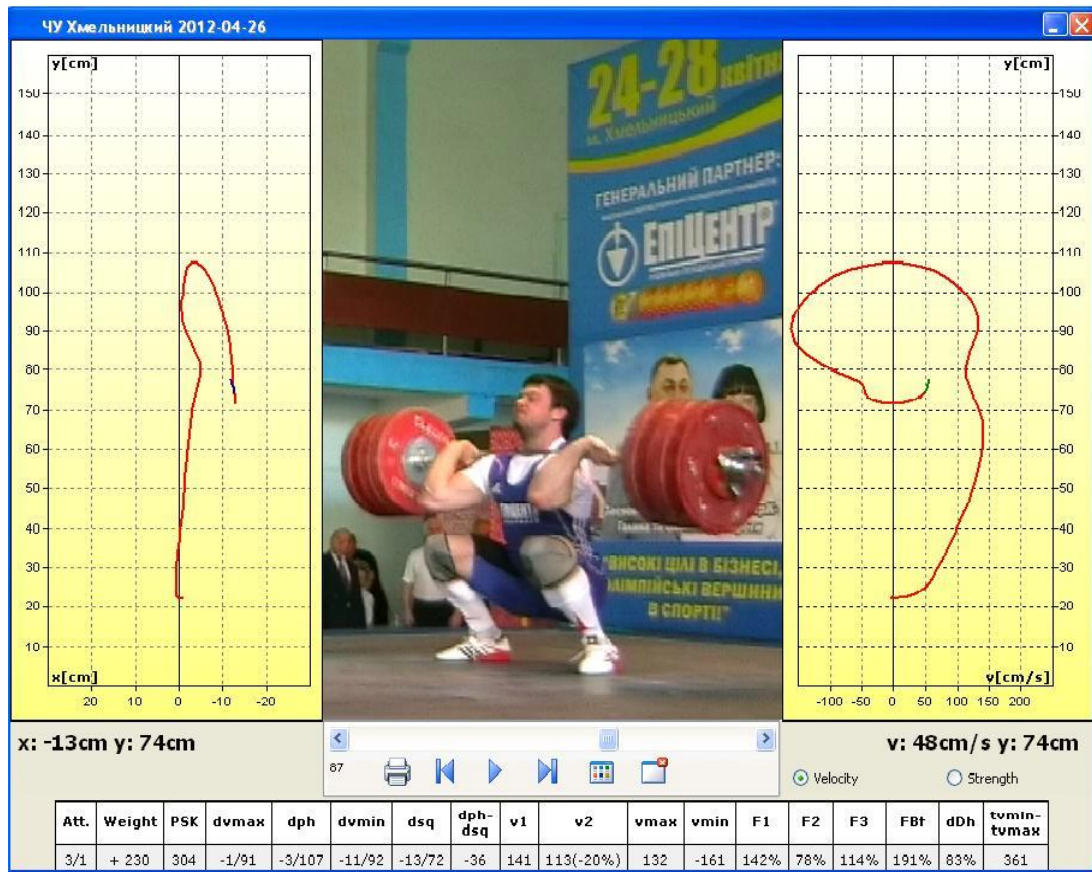 ЧУ Хмельницкий 2012-04-26
y[cm]
150
140
130
120
110
100
90
80
70
60
50
40
30
20
10
x[cm]
20 10 0 -10 -20
24-28 КВІТНЯ
м. Хмельницький
ГЕНЕРАЛЬНИЙ ПАРТНЕР:
ЕПІЦЕНТР
"ВИСОКІ ЦІЛІ В БІЗНЕСІ,
ОЛІМПІЙСЬКІ ВЕРШИНИ
В СПОРТІ!"
y[cm]
150
140
130
120
110
100
90
80
70
60
50
40
30
20
10
v[cm/s]
-100 -50 0 50 100 150 200
x: -13cm y: 74cm
87
v: 48cm/s y: 74cm
Velocity Strength
Att. Weight PSK dvmax dph dvmin dsq dph-dsq v1 v2 vmax vmin F1 F2 F3 FBt dDh tvmin-tvmax
3/1 + 230 304 -1/91 -3/107 -11/92 -13/72 -36 141 113(-20%) 132 -161 142% 78% 114% 191% 83% 361